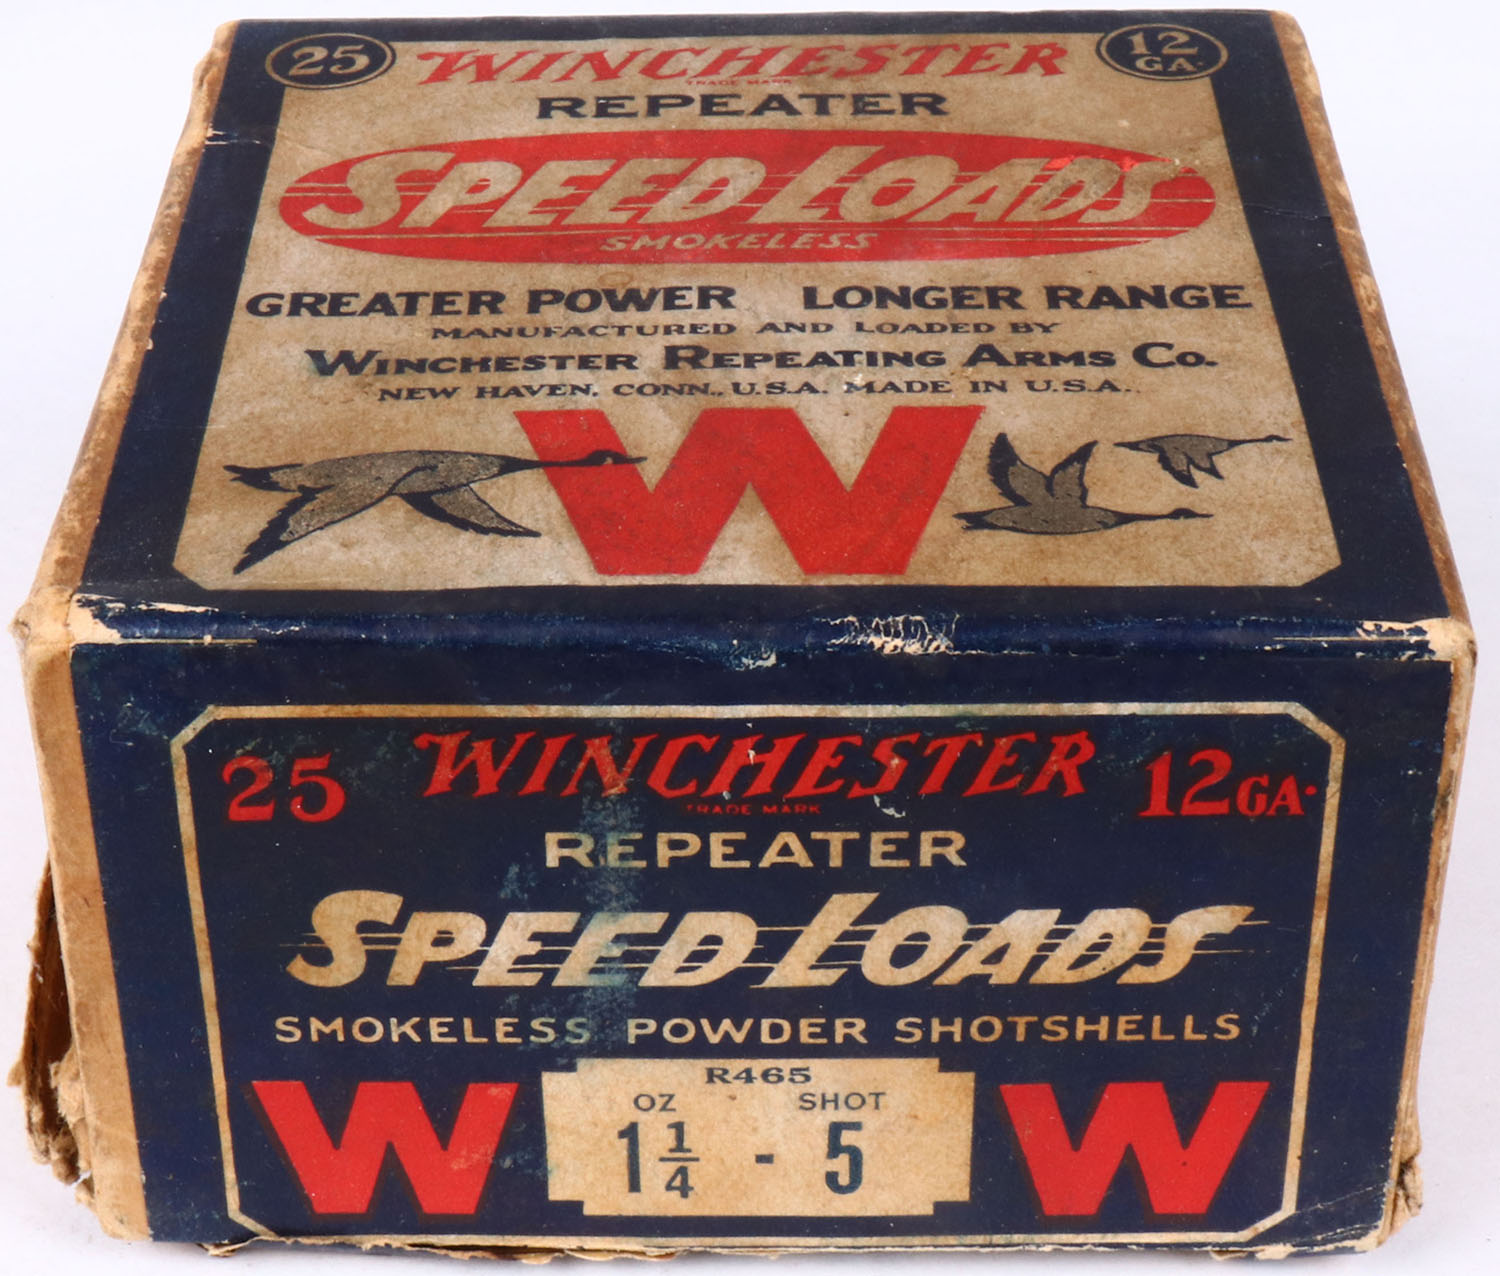 25 WINCHESTER 12 GA.
TRADE MARK
REPEATER
SPEED LOADS
SMOKELESS
GREATER POWER LONGER RANGE
MANUFACTURED AND LOADED BY
WINCHESTER REPEATING ARMS CO.
NEW HAVEN, CONN., U.S.A. MADE IN U.S.A.
W
25 WINCHESTER 12 GA.
TRADE MARK
REPEATER
SPEED LOADS
SMOKELESS POWDER SHOTSHELLS
W W
R465
OZ SHOT
1 1/4 - 5